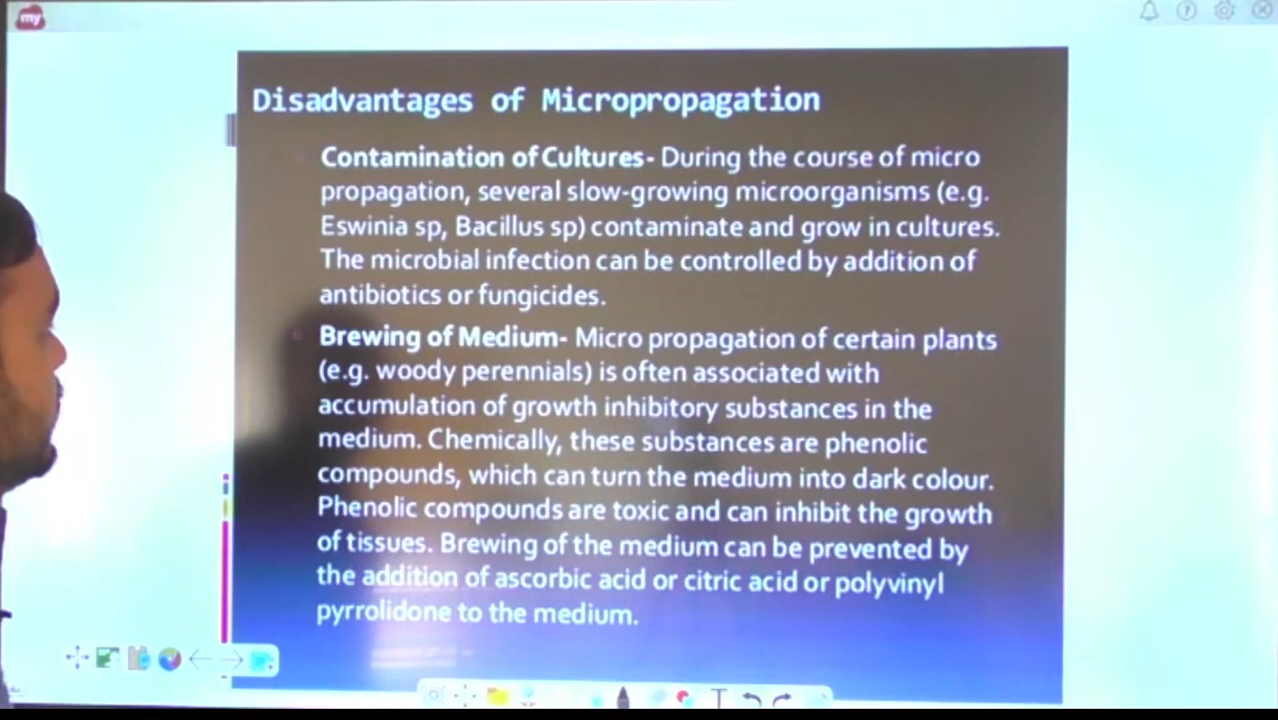 my
Disadvantages of Micropropagation
Contamination of Cultures- During the course of micro
propagation, several slow-growing microorganisms (e.g.
Eswinia sp, Bacillus sp) contaminate and grow in cultures.
The microbial infection can be controlled by addition of
antibiotics or fungicides.
Brewing of Medium- Micro propagation of certain plants
(e.g. woody perennials) is often associated with
accumulation of growth inhibitory substances in the
medium. Chemically, these substances are phenolic
compounds, which can turn the medium into dark colour.
Phenolic compounds are toxic and can inhibit the growth
of tissues. Brewing of the medium can be prevented by
the addition of ascorbic acid or citric acid or polyvinyl
pyrrolidone to the medium.